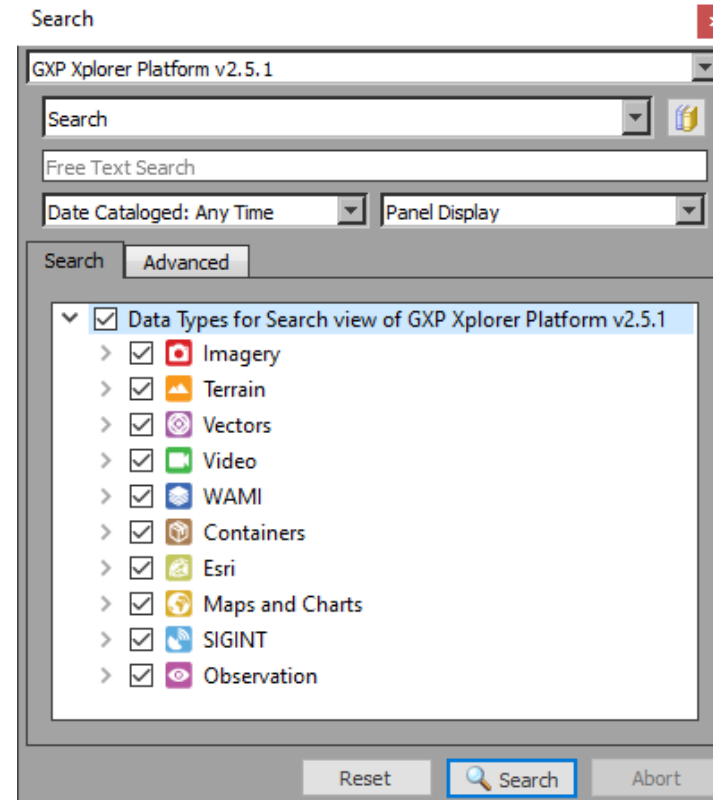 Search
GXP Xplorer Platform v2.5.1
Search
Free Text Search
Date Cataloged: Any Time Panel Display
Search Advanced
Data Types for Search view of GXP Xplorer Platform v2.5.1
Imagery
Terrain
Vectors
Video
WAMI
Containers
Esri
Maps and Charts
SIGINT
Observation
Reset Search Abort